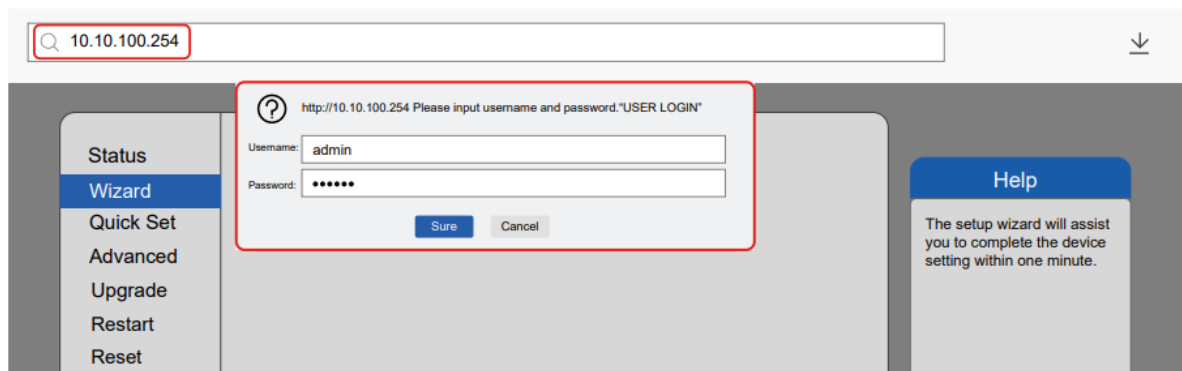 10.10.100.254
http://10.10.100.254 Please input username and password."USER LOGIN"
Username: admin
Password: ••••••
Sure Cancel
Status
Wizard
Quick Set
Advanced
Upgrade
Restart
Reset
Help
The setup wizard will assist
you to complete the device
setting within one minute.